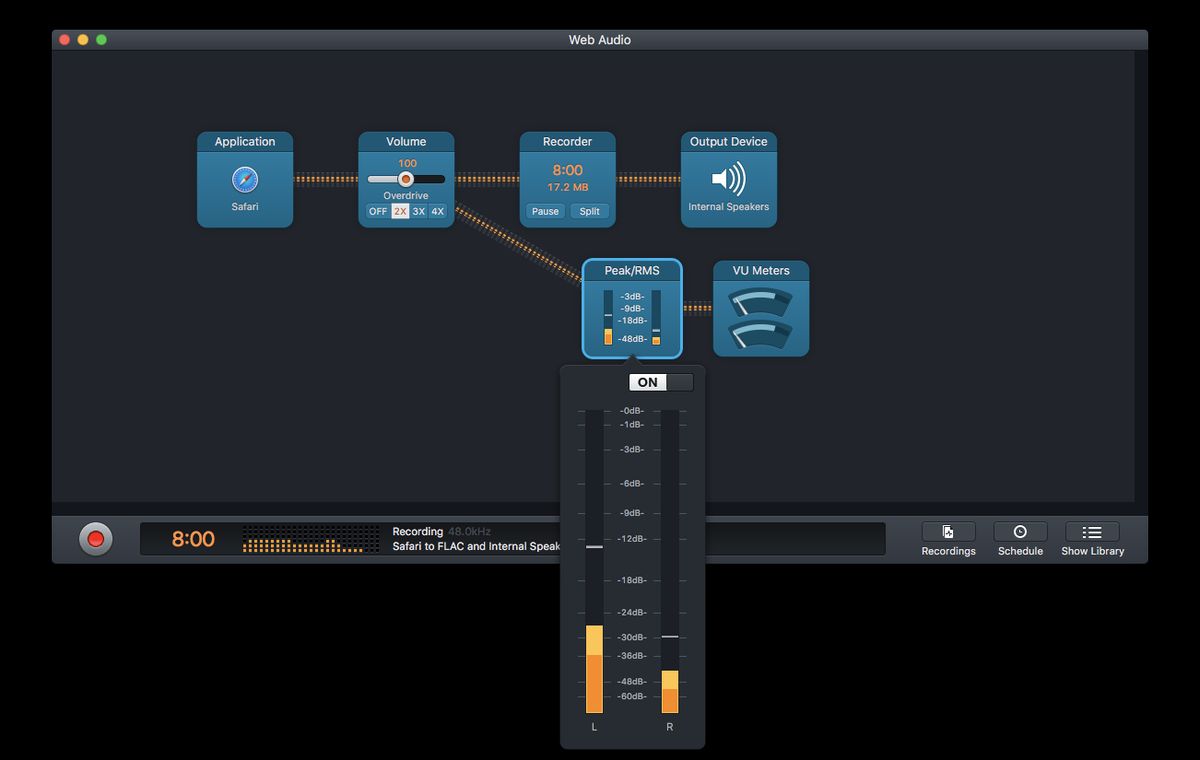 Web Audio
Application
Safari
Volume
100
Overdrive
OFF 2X 3X 4X
Recorder
8:00
17.2 MB
Pause Split
Output Device
Internal Speakers
Peak/RMS
-3dB-
-9dB-
-18dB-
-48dB-
VU Meters
ON
-0dB-
-1dB-
-3dB-
-6dB-
-9dB-
-12dB-
-18dB-
-24dB-
-30dB-
-36dB-
-48dB-
-60dB-
L R
8:00
Recording 48.0kHz
Safari to FLAC and Internal Speak
Recordings
Schedule
Show Library